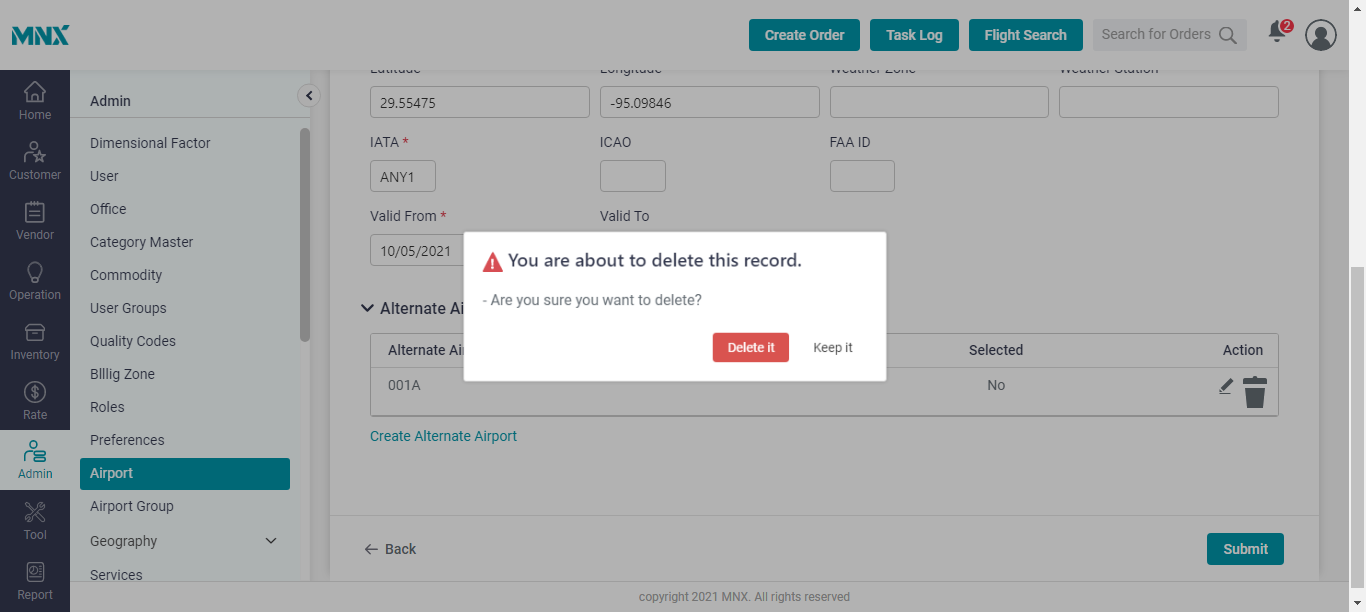 MNX
Create Order
Task Log
Flight Search
Search for Orders
2
Home
Customer
Vendor
Operation
Inventory
Rate
Admin
Tool
Report
Admin
Dimensional Factor
User
Office
Category Master
Commodity
User Groups
Quality Codes
Blllig Zone
Roles
Preferences
Airport
Airport Group
Geography
Services
Latitude Longitude Weather Zone Weather Station
29.55475 -95.09846
IATA * ICAO FAA ID
ANY1
Valid From * Valid To
10/05/2021
You are about to delete this record.
- Are you sure you want to delete?
Delete it Keep it
Alternate Ai
Alternate Air Selected Action
001A No
Create Alternate Airport
Back
Submit
copyright 2021 MNX. All rights reserved